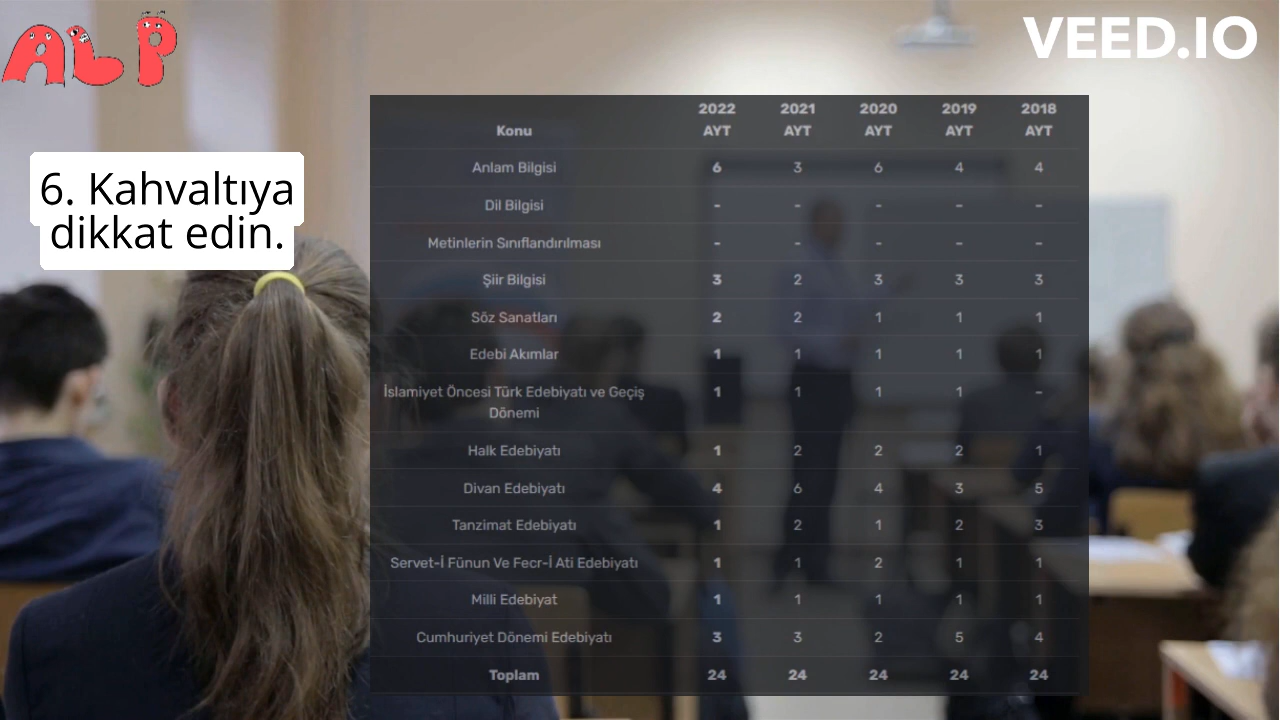 ALP
VEED.IO
6. Kahvaltıya
dikkat edin.
Konu 2022 AYT 2021 AYT 2020 AYT 2019 AYT 2018 AYT
Anlam Bilgisi 6 3 6 4 4
Dil Bilgisi - - - - -
Metinlerin Sınıflandırılması - - - - -
Şiir Bilgisi 3 2 3 3 3
Söz Sanatları 2 2 1 1 1
Edebi Akımlar 1 1 1 1 1
İslamiyet Öncesi Türk Edebiyatı ve Geçiş
Dönemi 1 1 1 1 -
Halk Edebiyatı 1 2 2 2 1
Divan Edebiyatı 4 6 4 3 5
Tanzimat Edebiyatı 1 2 1 2 3
Servet-İ Fünun Ve Fecr-İ Ati Edebiyatı 1 1 2 1 1
Milli Edebiyat 1 1 1 1 1
Cumhuriyet Dönemi Edebiyatı 3 3 2 5 4
Toplam 24 24 24 24 24